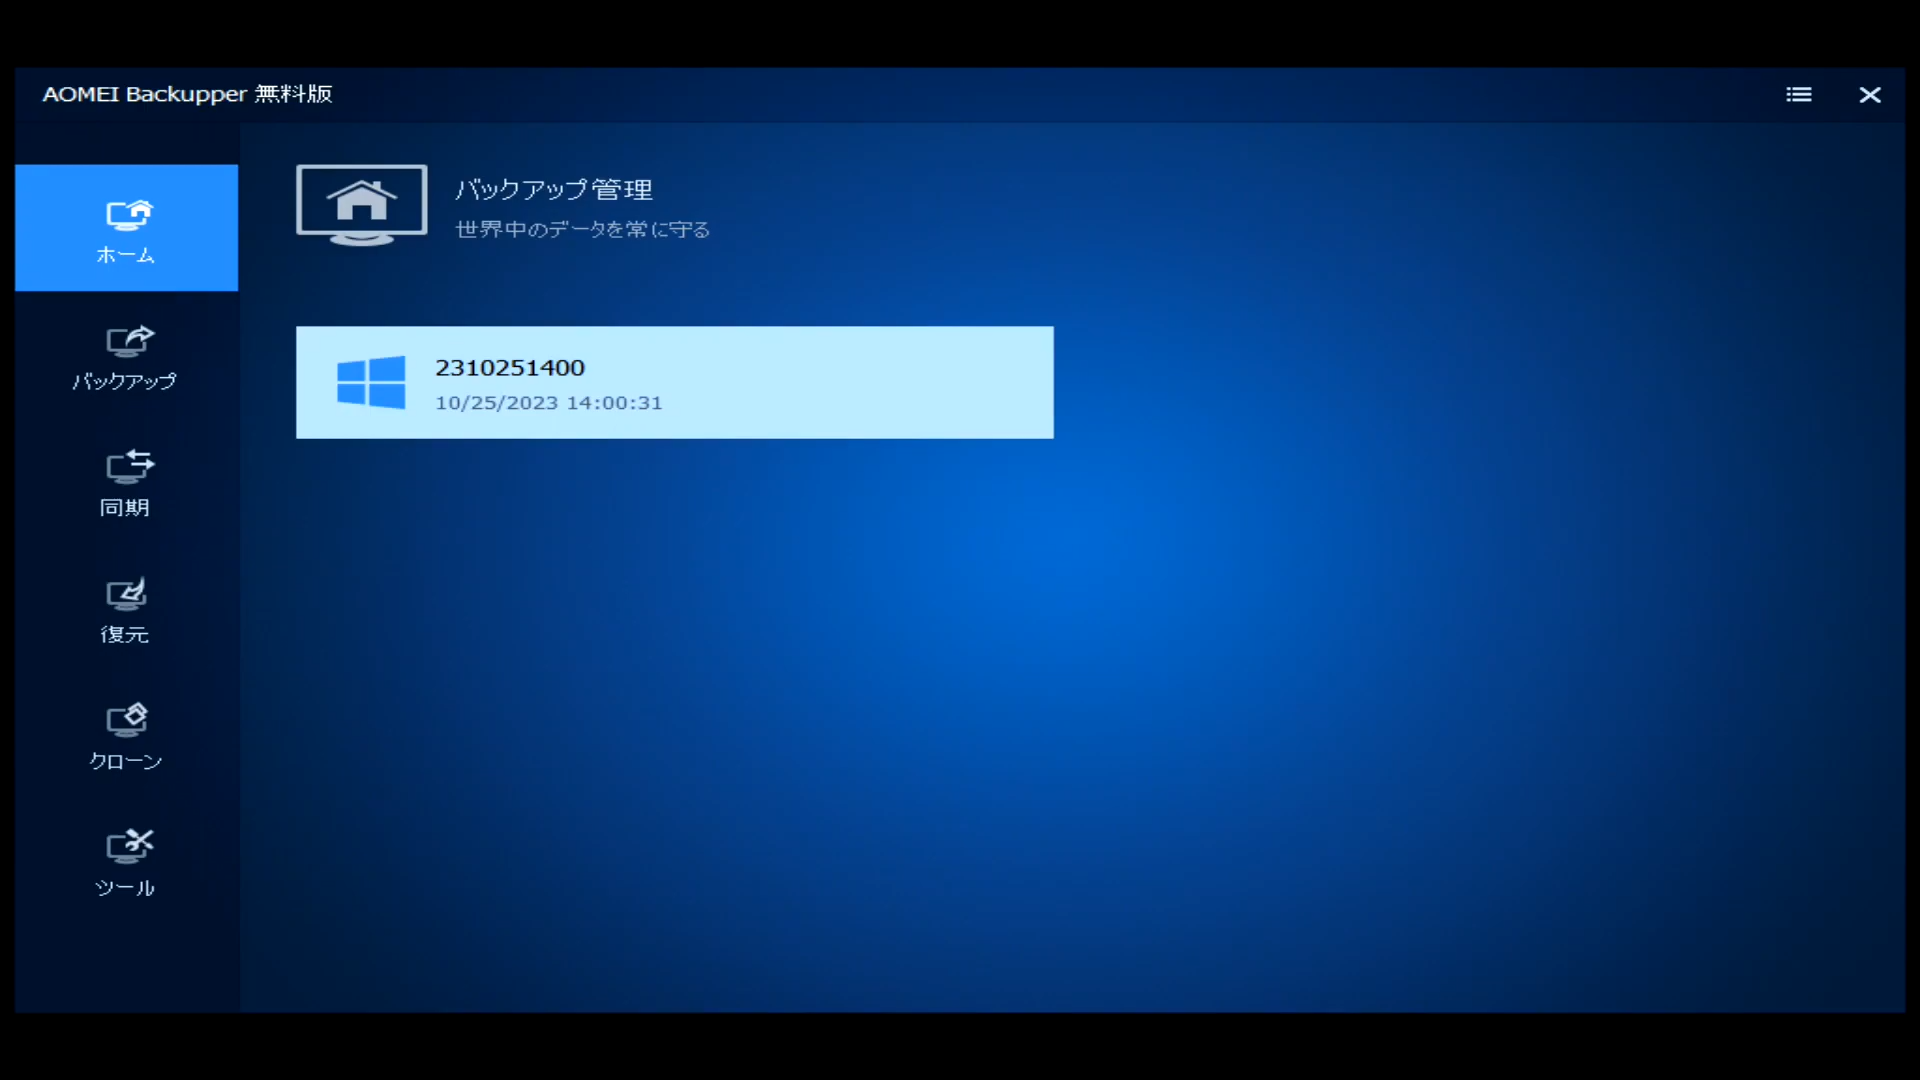 AOMEI Backupper 無料版
ホーム
バックアップ
同期
復元
クローン
ツール
バックアップ管理
世界中のデータを常に守る
2310251400
10/25/2023 14:00:31